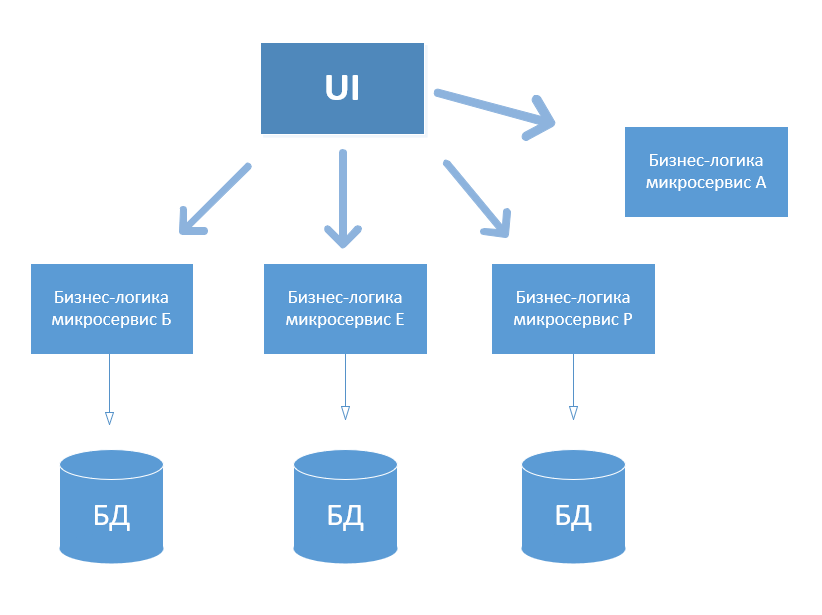 UI
Бизнес-логика
микросервис А
Бизнес-логика
микросервис Б
Бизнес-логика
микросервис Е
Бизнес-логика
микросервис Р
БД
БД
БД